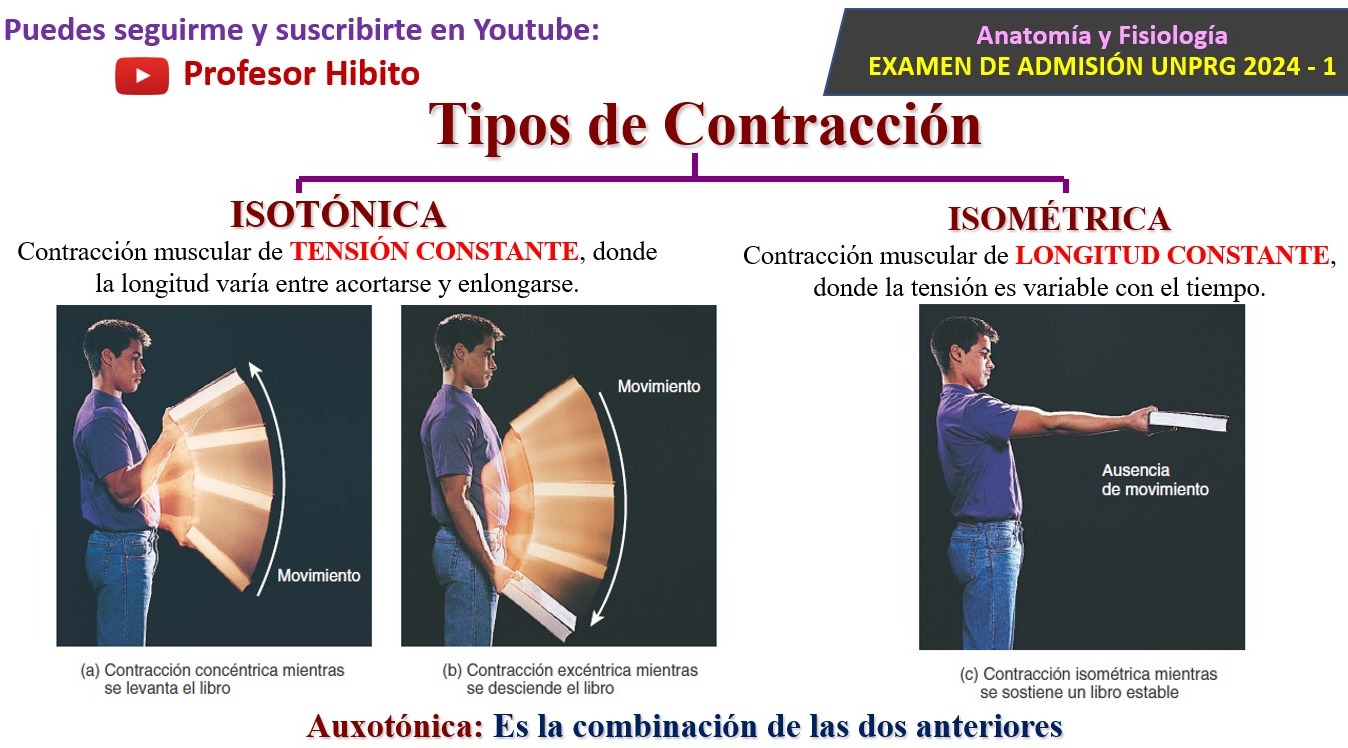 Puedes seguirme y suscribirte en Youtube:
Profesor Hibito
Anatomía y Fisiología
EXAMEN DE ADMISIÓN UNPRG 2024 - 1
Tipos de Contracción
ISOTÓNICA
Contracción muscular de TENSIÓN CONSTANTE, donde
la longitud varía entre acortarse y enlongarse.
Movimiento
(a) Contracción concéntrica mientras
se levanta el libro
Movimiento
(b) Contracción excéntrica mientras
se desciende el libro
ISOMÉTRICA
Contracción muscular de LONGITUD CONSTANTE,
donde la tensión es variable con el tiempo.
Ausencia
de movimiento
(c) Contracción isométrica mientras
se sostiene un libro estable
Auxotónica: Es la combinación de las dos anteriores